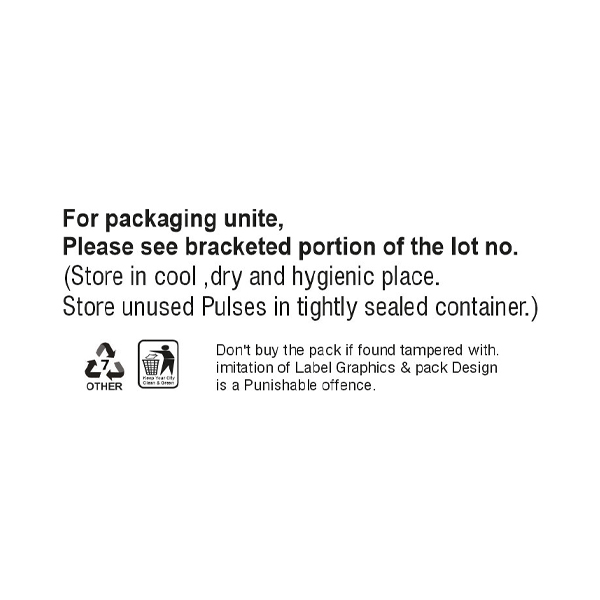 For packaging unite,
Please see bracketed portion of the lot no.
(Store in cool ,dry and hygienic place.
Store unused Pulses in tightly sealed container.)
7
OTHER
Keep Your City
Clean & Green
Don't buy the pack if found tampered with.
imitation of Label Graphics & pack Design
is a Punishable offence.